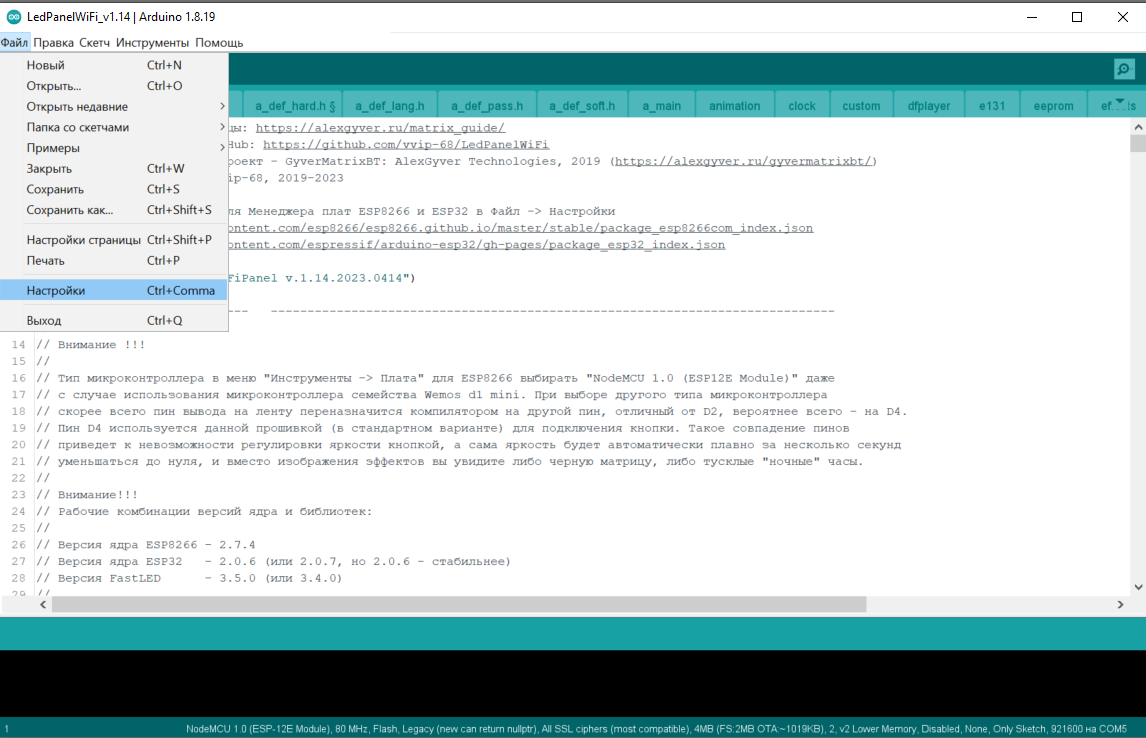 LedPanelWiFi_v1.14 | Arduino 1.8.19
Файл Правка Скетч Инструменты Помощь
Новый Ctrl+N
Открыть... Ctrl+O
Открыть недавние
Папка со скетчами
Примеры
Закрыть Ctrl+W
Сохранить Ctrl+S
Сохранить как... Ctrl+Shift+S
Настройки страницы Ctrl+Shift+P
Печать Ctrl+P
Настройки Ctrl+Comma
Выход Ctrl+Q
a_def_hard.h § a_def_lang.h a_def_pass.h a_def_soft.h a_main animation clock custom dfplayer e131 eeprom
цы: https://alexgyver.ru/matrix_guide/
Hub: https://github.com/vvip-68/LedPanelWiFi
роект - GyverMatrixBT: AlexGyver Technologies, 2019 (https://alexgyver.ru/gyvermatrixbt/)
ip-68, 2019-2023
ля Менеджера плат ESP8266 и ESP32 в Файл -> Настройки
ontent.com/esp8266/esp8266.github.io/master/stable/package_esp8266com_index.json
ontent.com/espressif/arduino-esp32/gh-pages/package_esp32_index.json
FiPanel v.1.14.2023.0414")
14 // Внимание !!!
15 //
16 // Тип микроконтроллера в меню "Инструменты -> Плата" для ESP8266 выбирать "NodeMCU 1.0 (ESP12E Module)" даже
17 // с случае использования микроконтроллера семейства Wemos d1 mini. При выборе другого типа микроконтроллера
18 // скорее всего пин вывода на ленту переназначится компилятором на другой пин, отличный от D2, вероятнее всего - на D4.
19 // Пин D4 используется данной прошивкой (в стандартном варианте) для подключения кнопки. Такое совпадение пинов
20 // приведет к невозможности регулировки яркости кнопкой, а сама яркость будет автоматически плавно за несколько секунд
21 // уменьшаться до нуля, и вместо изображения эффектов вы увидите либо черную матрицу, либо тусклые "ночные" часы.
22 //
23 // Внимание!!!
24 // Рабочие комбинации версий ядра и библиотек:
25 //
26 // Версия ядра ESP8266 - 2.7.4
27 // Версия ядра ESP32 - 2.0.6 (или 2.0.7, но 2.0.6 - стабильнее)
28 // Версия FastLED - 3.5.0 (или 3.4.0)
29 //
1 NodeMCU 1.0 (ESP-12E Module), 80 MHz, Flash, Legacy (new can return nullptr), All SSL ciphers (most compatible), 4MB (FS:2MB OTA:~1019KB), 2, v2 Lower Memory, Disabled, None, Only Sketch, 921600 на COM5